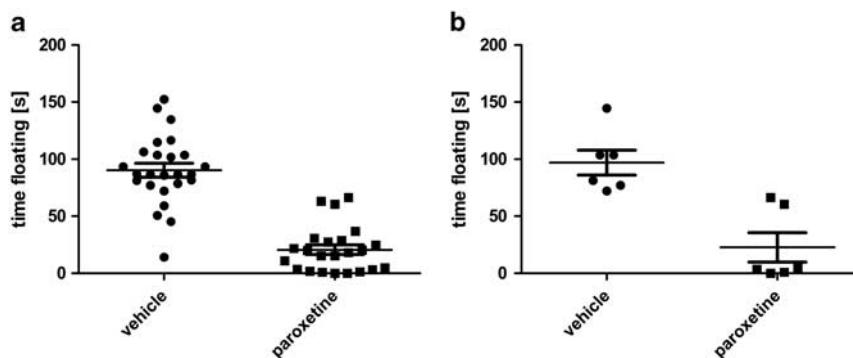 a
200
150
100
50
0
time floating [s]
vehicle
paroxetine
b
200
150
100
50
0
time floating [s]
vehicle
paroxetine